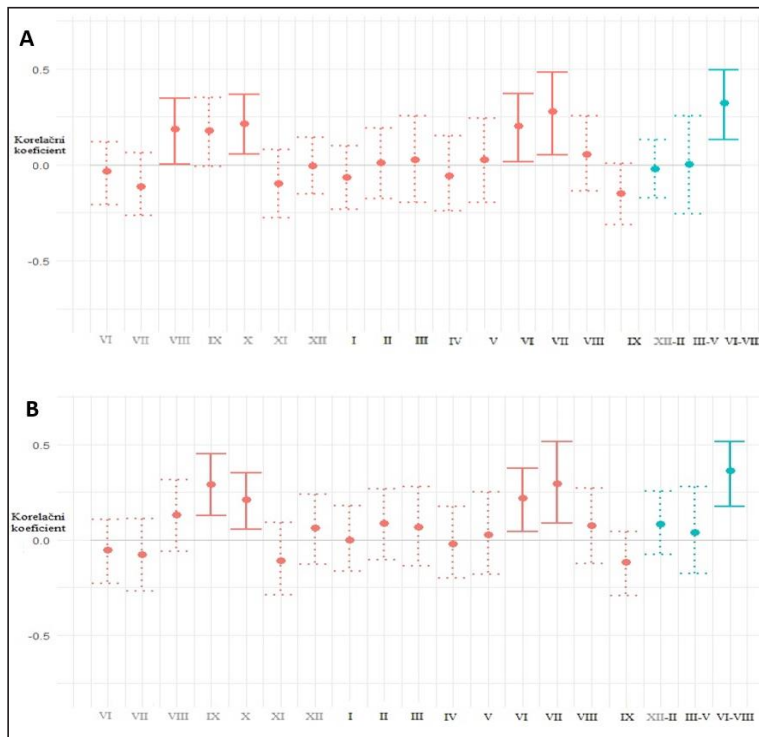 A
0.5
Korelační
koeficient
0.0
-0.5
VI VII VIII IX X XI XII I II III IV V VI VII VIII IX XII-II III-V VI-VII
B
0.5
Korelační
koeficient
0.0
-0.5
VI VII VIII IX X XI XII I II III IV V VI VII VIII IX XII-II III-V VI-VIII